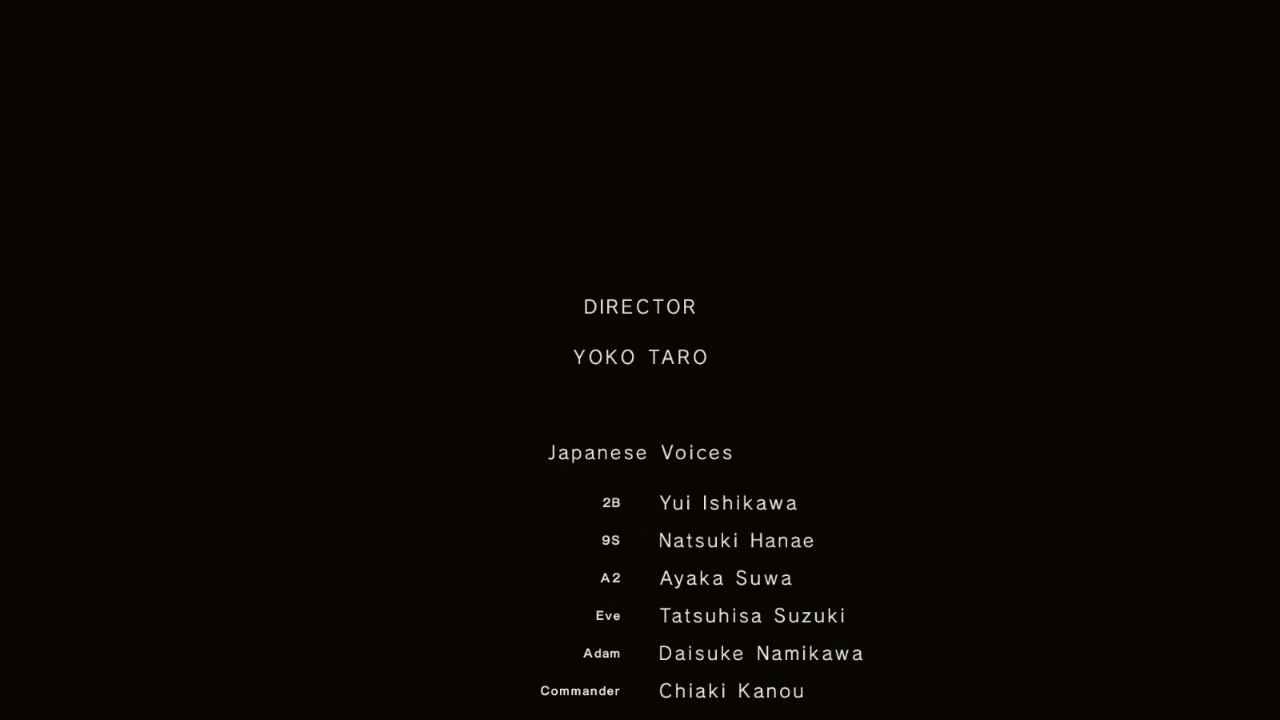 DIRECTOR
YOKO TARO
Japanese Voices
2B Yui Ishikawa
9S Natsuki Hanae
A2 Ayaka Suwa
Eve Tatsuhisa Suzuki
Adam Daisuke Namikawa
Commander Chiaki Kanou